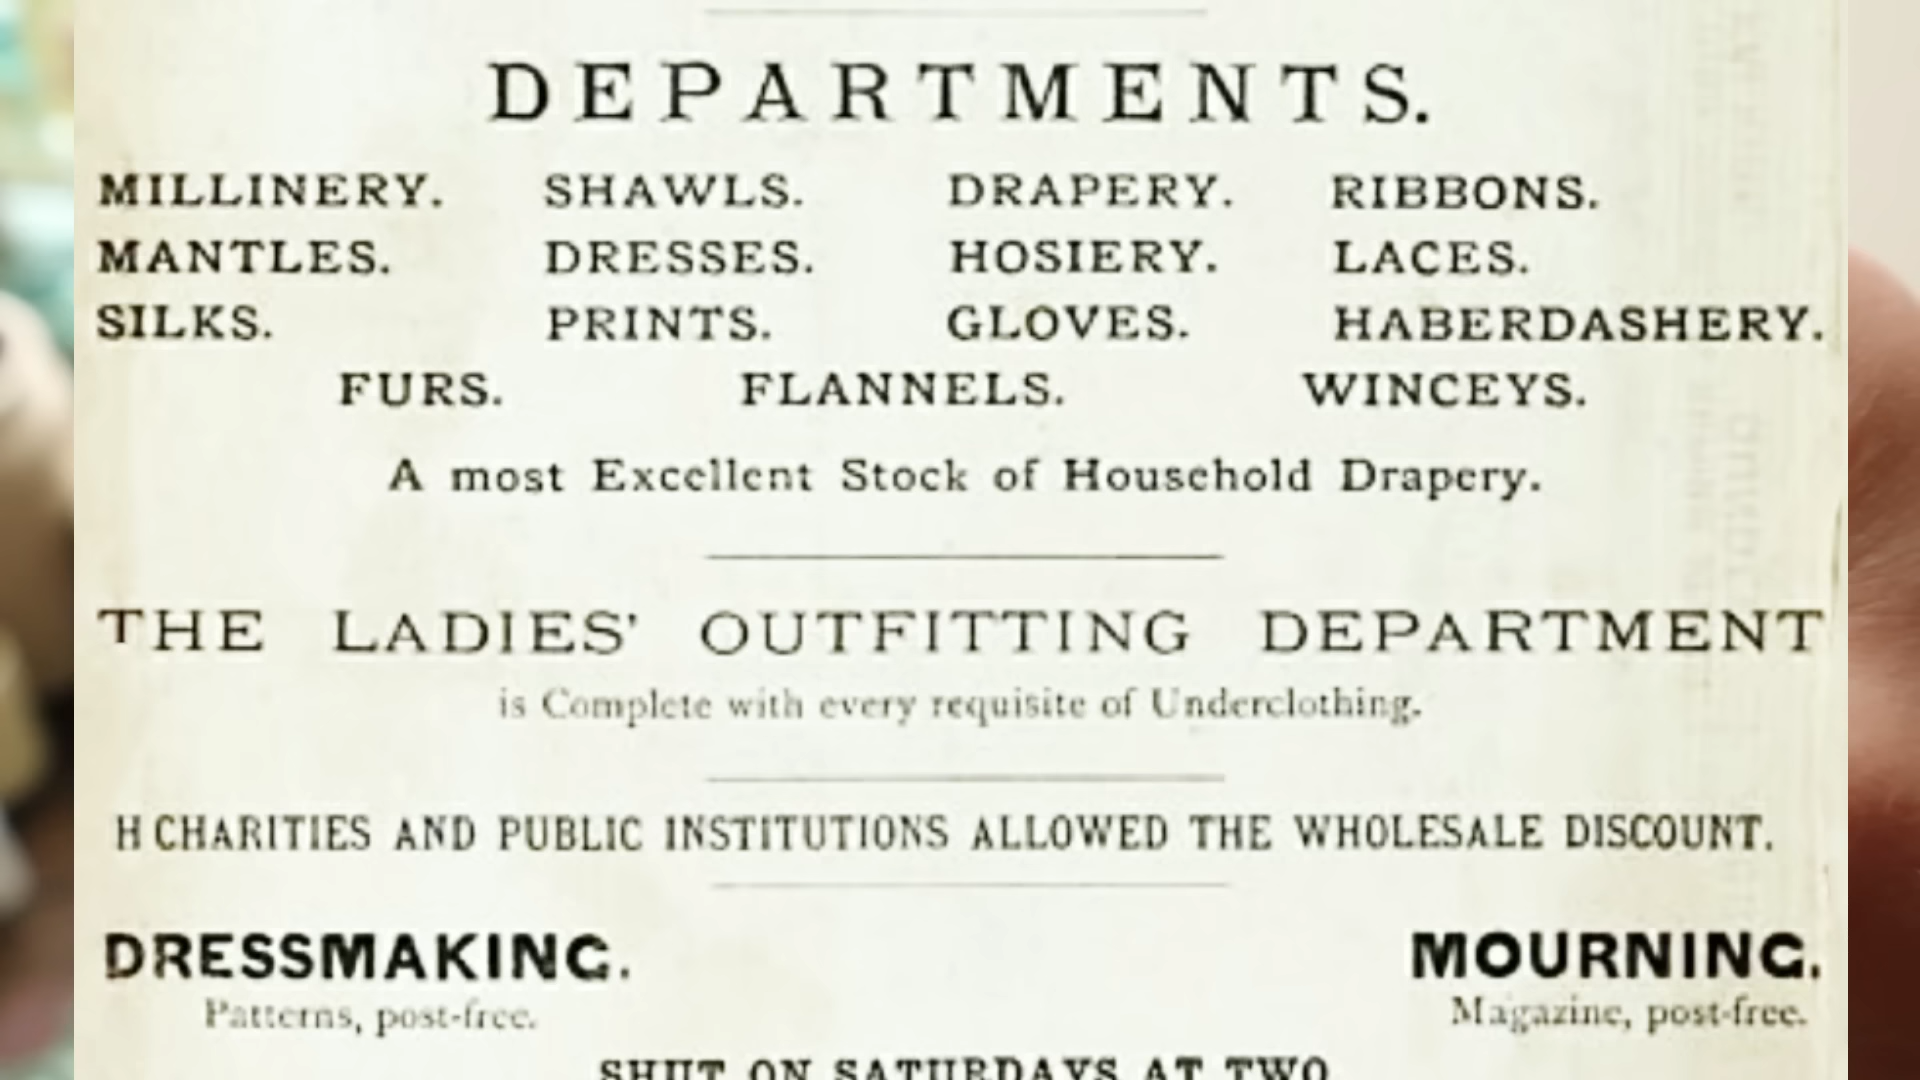 DEPARTMENTS.
MILLINERY. SHAWLS. DRAPERY. RIBBONS.
MANTLES. DRESSES. HOSIERY. LACES.
SILKS. PRINTS. GLOVES. HABERDASHERY.
FURS. FLANNELS. WINCEYS.
A most Excellent Stock of Household Drapery.
THE LADIES' OUTFITTING DEPARTMENT
is Complete with every requisite of Underclothing.
H CHARITIES AND PUBLIC INSTITUTIONS ALLOWED THE WHOLESALE DISCOUNT.
DRESSMAKING. MOURNING.
Patterns, post-free. Magazine, post-free.
SHUT ON SATURDAYS AT TWO